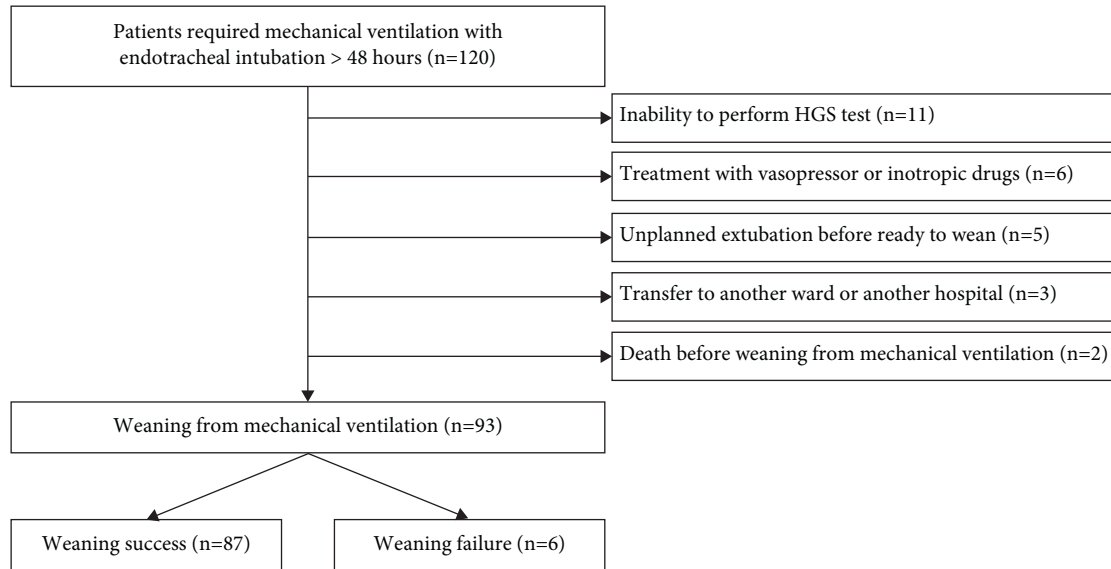 Patients required mechanical ventilation with
endotracheal intubation > 48 hours (n=120)
Inability to perform HGS test (n=11)
Treatment with vasopressor or inotropic drugs (n=6)
Unplanned extubation before ready to wean (n=5)
Transfer to another ward or another hospital (n=3)
Death before weaning from mechanical ventilation (n=2)
Weaning from mechanical ventilation (n=93)
Weaning success (n=87)
Weaning failure (n=6)